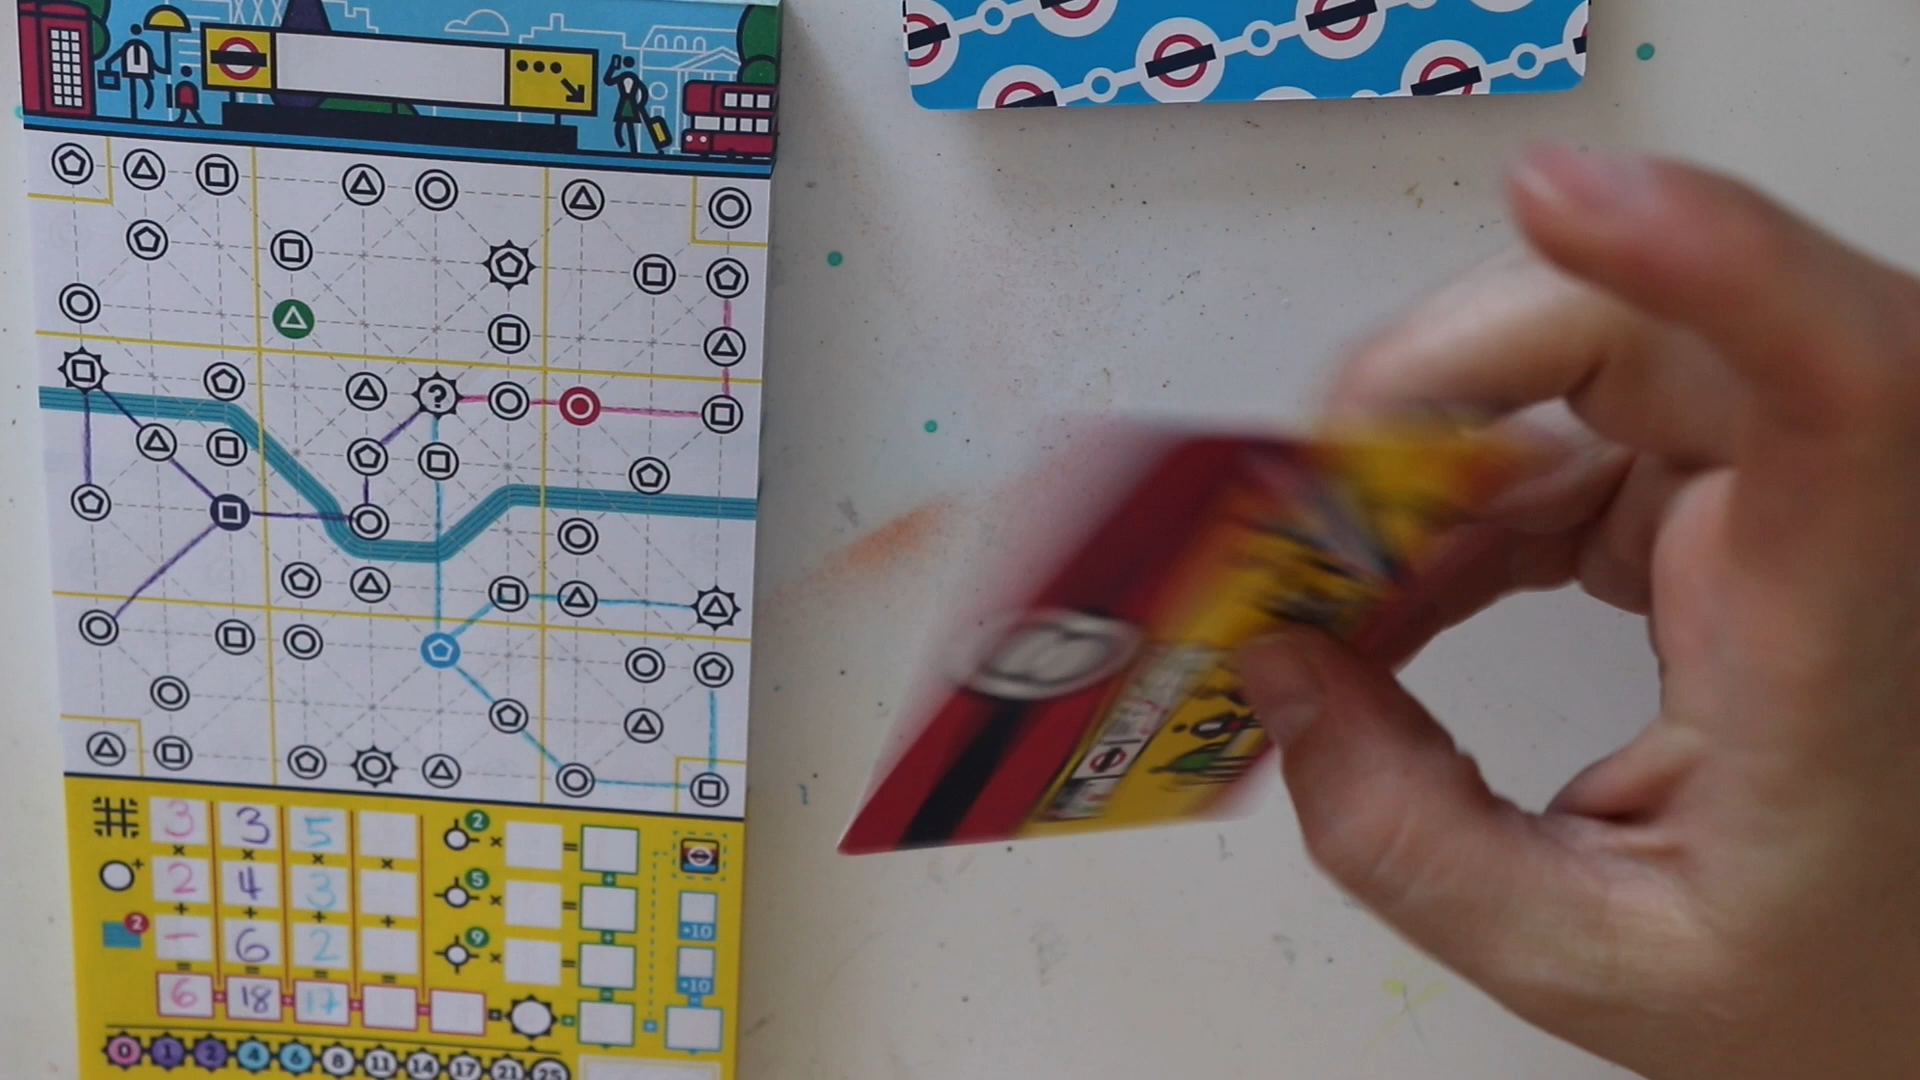 ?
3 3 5 2
× × × × × =
2 4 3 5
+ + + + × =
2 - 6 2 9 +10
= = = = × = +10
6 18 17
0 1 2 4 6 8 11 14 17 21 25